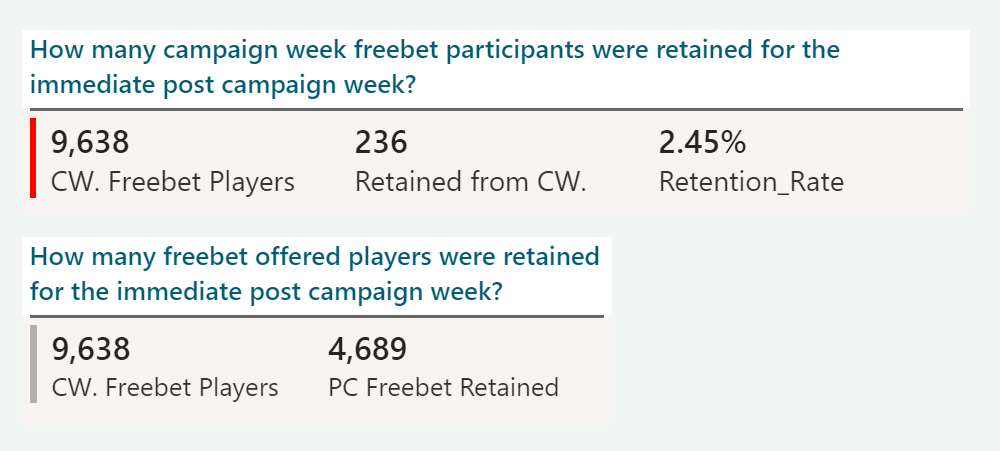 How many campaign week freebet participants were retained for the
immediate post campaign week?
9,638 236 2.45%
CW. Freebet Players Retained from CW. Retention_Rate
How many freebet offered players were retained
for the immediate post campaign week?
9,638 4,689
CW. Freebet Players PC Freebet Retained